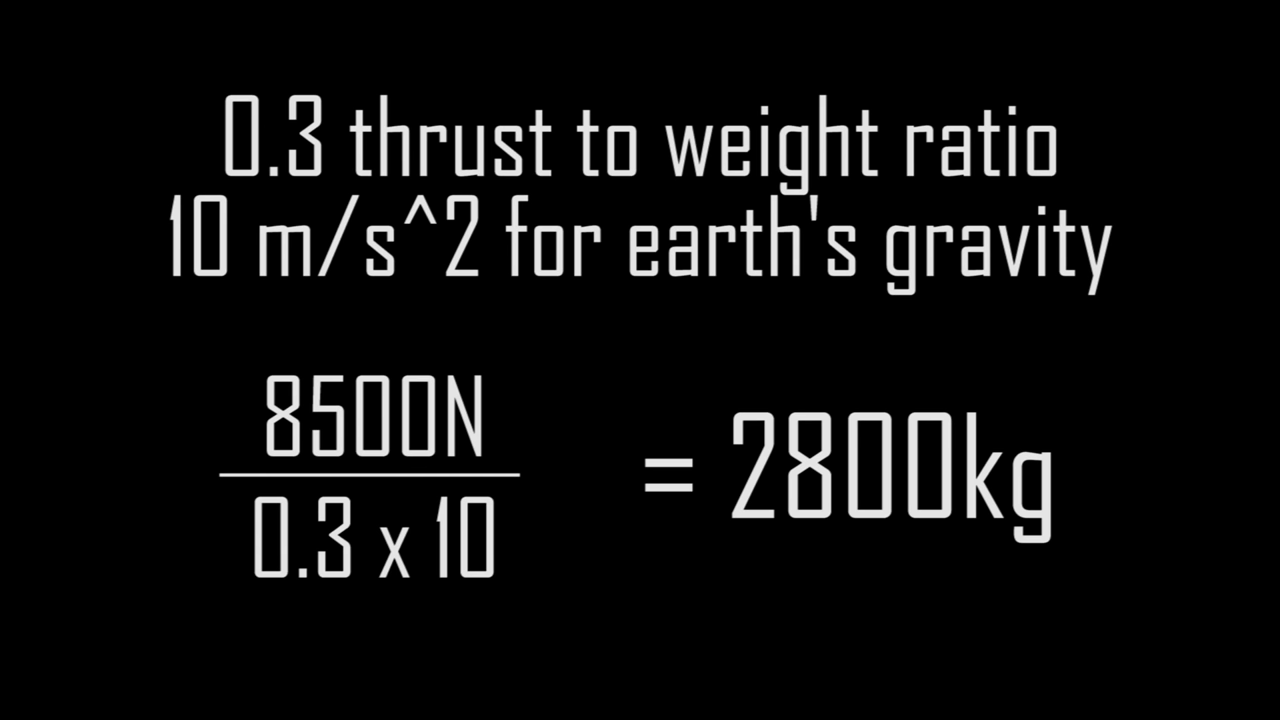 0.3 thrust to weight ratio
10 m/s^2 for earth's gravity
8500N
0.3 x 10
= 2800kg